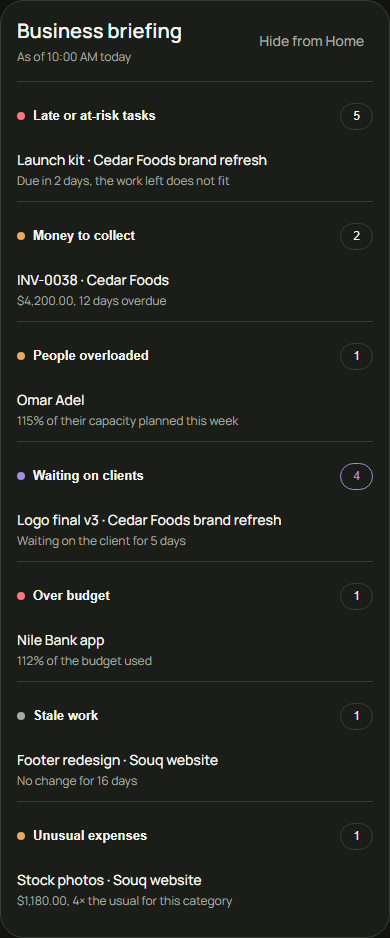 Business briefing
Hide from Home
As of 10:00 AM today
Late or at-risk tasks
5
Launch kit · Cedar Foods brand refresh
Due in 2 days, the work left does not fit
Money to collect
2
INV-0038 · Cedar Foods
$4,200.00, 12 days overdue
People overloaded
1
Omar Adel
115% of their capacity planned this week
Waiting on clients
4
Logo final v3 · Cedar Foods brand refresh
Waiting on the client for 5 days
Over budget
1
Nile Bank app
112% of the budget used
Stale work
1
Footer redesign · Souq website
No change for 16 days
Unusual expenses
1
Stock photos · Souq website
$1,180.00, 4× the usual for this category